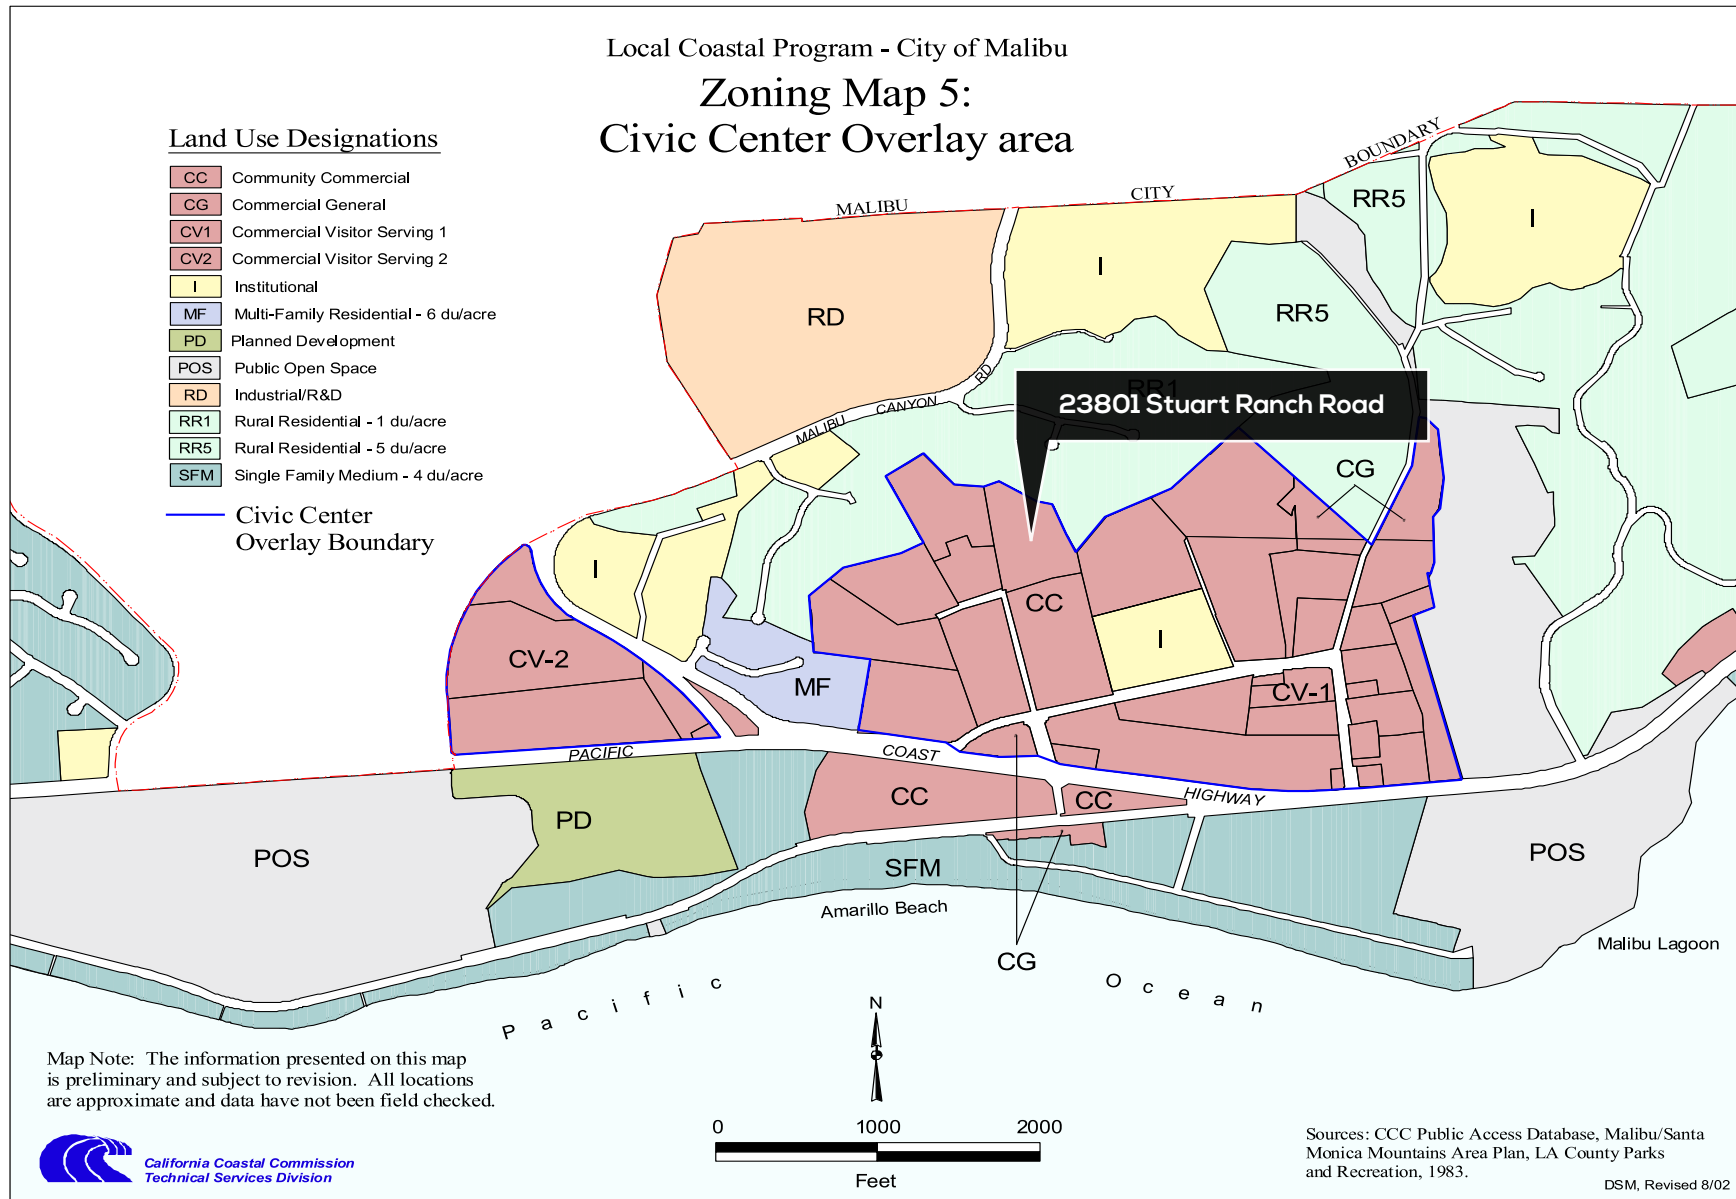 Local Coastal Program - City of Malibu
Zoning Map 5:
Civic Center Overlay area
Land Use Designations
CC Community Commercial
CG Commercial General
CV1 Commercial Visitor Serving 1
CV2 Commercial Visitor Serving 2
I Institutional
MF Multi-Family Residential - 6 du/acre
PD Planned Development
POS Public Open Space
RD Industrial/R&D
RR1 Rural Residential - 1 du/acre
RR5 Rural Residential - 5 du/acre
SFM Single Family Medium - 4 du/acre
Civic Center
Overlay Boundary
MALIBU CITY BOUNDARY
RR5
I
I
RD
RR5
RD
RR1
CANYON
MALIBU
23801 Stuart Ranch Road
CG
I
CC
I
CV-2
MF
CV-1
PACIFIC COAST HIGHWAY
CC
CC
PD
POS
SFM
POS
Amarillo Beach
Malibu Lagoon
CG
Pacific Ocean
N
Map Note: The information presented on this map
is preliminary and subject to revision. All locations
are approximate and data have not been field checked.
0 1000 2000
Feet
California Coastal Commission
Technical Services Division
Sources: CCC Public Access Database, Malibu/Santa
Monica Mountains Area Plan, LA County Parks
and Recreation, 1983.
DSM, Revised 8/02